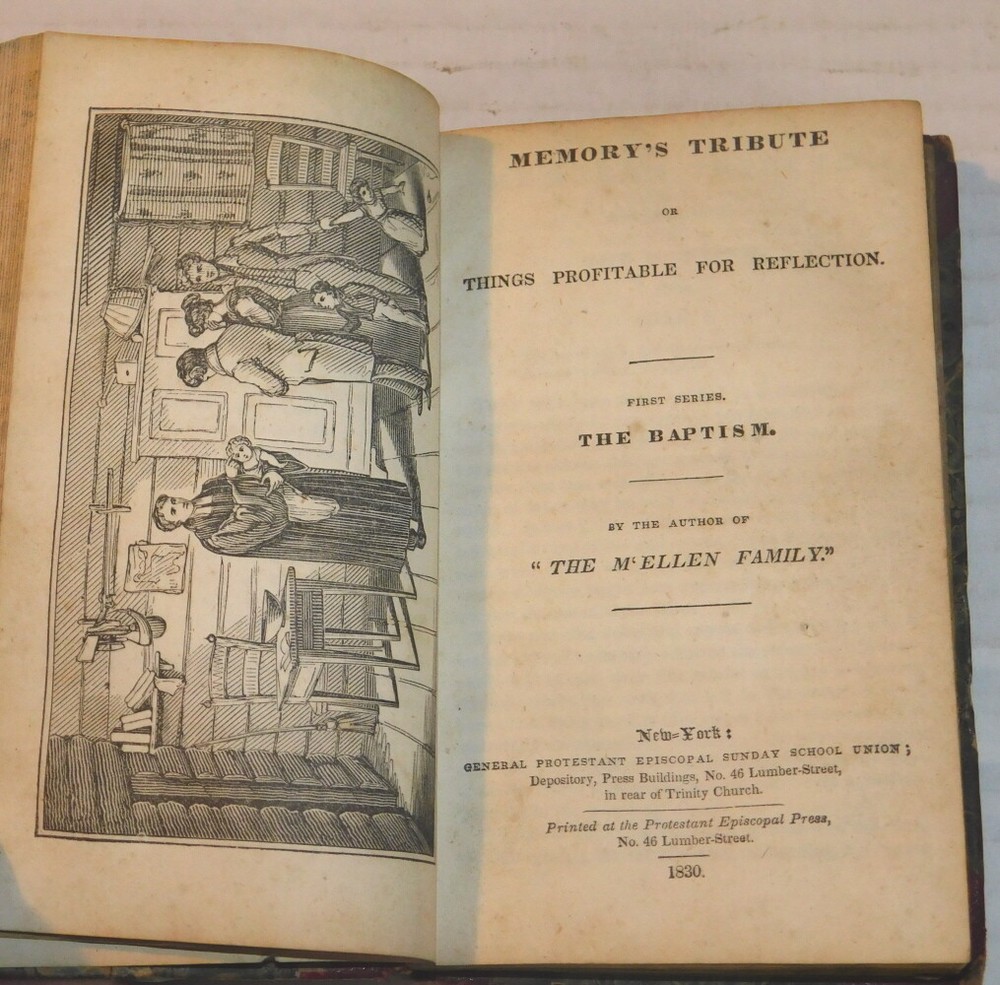 MEMORY'S TRIBUTE
OR
THINGS PROFITABLE FOR REFLECTION.
FIRST SERIES.
THE BAPTISM.
BY THE AUTHOR OF
“ THE M‘ELLEN FAMILY.”
New=York :
GENERAL PROTESTANT EPISCOPAL SUNDAY SCHOOL UNION ;
Depository, Press Buildings, No. 46 Lumber-Street,
in rear of Trinity Church.
Printed at the Protestant Episcopal Press,
No. 46 Lumber-Street.
1830.